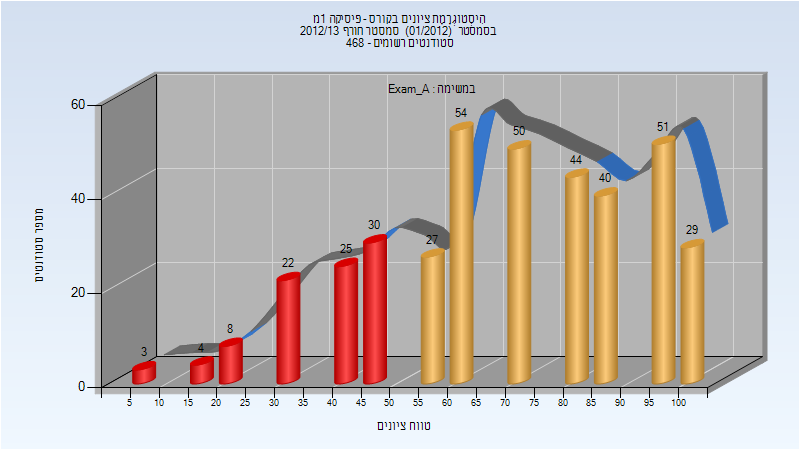 היסטוגרמת ציונים בקורס - פיסיקה 1מ
בסמסטר (01/2012) סמסטר חורף 2012/13
סטודנטים רשומים - 468
במשימה : Exam_A
מספר סטודנטים
60
40
20
0
3
4
8
22
25
30
27
54
50
44
40
51
29
5 10 15 20 25 30 35 40 45 50 55 60 65 70 75 80 85 90 95 100
טווח ציונים